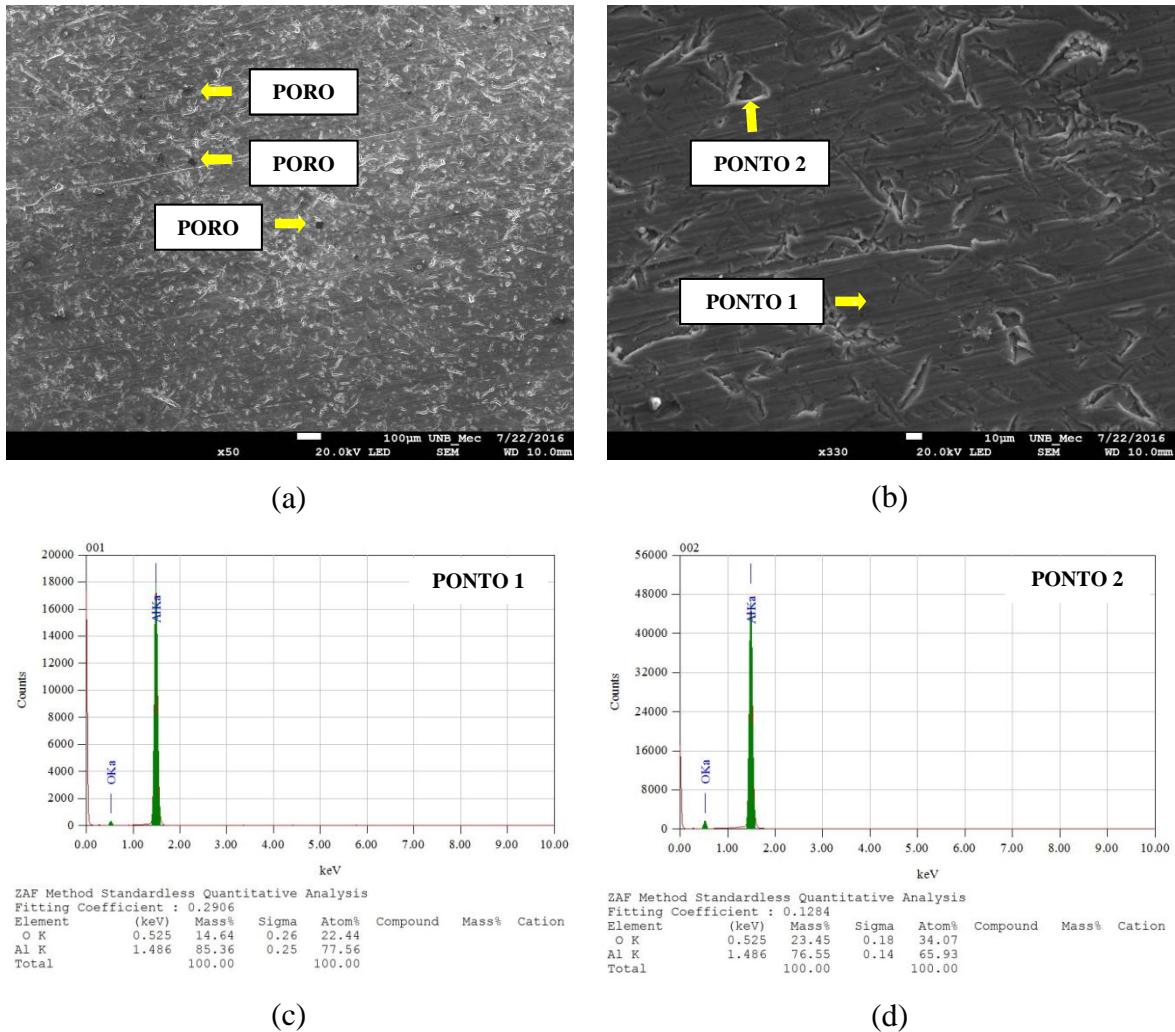 PORO
PORO
PORO
100µm UNB_Mec 7/22/2016
x50 20.0kV LED SEM WD 10.0mm
(a)
PONTO 2
PONTO 1
10µm UNB_Mec 7/22/2016
x330 20.0kV LED SEM WD 10.0mm
(b)
001
PONTO 1
20000
18000
16000
14000
12000
10000
8000
6000
4000
2000
0
Counts
OKa
AlKa
0.00 1.00 2.00 3.00 4.00 5.00 6.00 7.00 8.00 9.00 10.00
keV
ZAF Method Standardless Quantitative Analysis
Fitting Coefficient : 0.2906
Element (keV) Mass% Sigma Atom% Compound Mass% Cation
O K 0.525 14.64 0.26 22.44
Al K 1.486 85.36 0.25 77.56
Total 100.00 100.00
(c)
002
PONTO 2
56000
48000
40000
32000
24000
16000
8000
0
Counts
OKa
AlKa
0.00 1.00 2.00 3.00 4.00 5.00 6.00 7.00 8.00 9.00 10.00
keV
ZAF Method Standardless Quantitative Analysis
Fitting Coefficient : 0.1284
Element (keV) Mass% Sigma Atom% Compound Mass% Cation
O K 0.525 23.45 0.18 34.07
Al K 1.486 76.55 0.14 65.93
Total 100.00 100.00
(d)